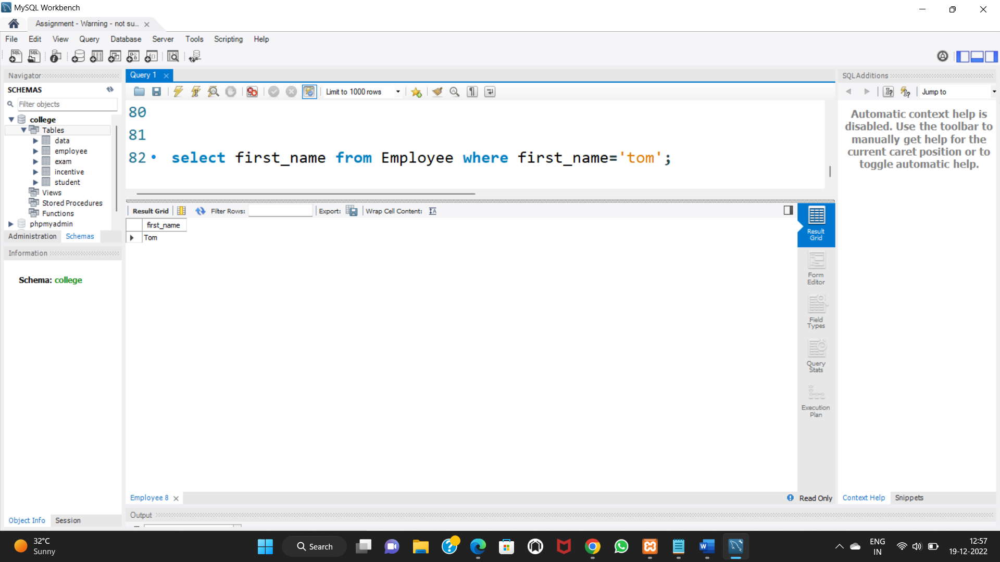 MySQL Workbench
Assignment - Warning - not su...
File Edit View Query Database Server Tools Scripting Help
Navigator
SCHEMAS
Filter objects
college
Tables
data
employee
exam
incentive
student
Views
Stored Procedures
Functions
phpmyadmin
Administration Schemas
Information
Schema: college
Object Info Session
Query 1
Limit to 1000 rows
80
81
82 select first_name from Employee where first_name='tom';
Result Grid Filter Rows: Export: Wrap Cell Content:
first_name
Tom
Result
Grid
Form
Editor
Field
Types
Query
Stats
Execution
Plan
Employee 8
Read Only
Output
SQLAdditions
Jump to
Automatic context help is
disabled. Use the toolbar to
manually get help for the
current caret position or to
toggle automatic help.
Context Help Snippets
32°C
Sunny
Search
ENG
IN
12:57
19-12-2022